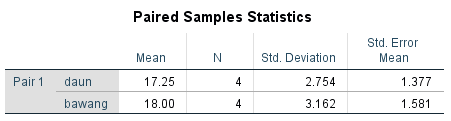 Paired Samples Statistics
Mean N Std. Deviation Std. Error Mean
Pair 1 daun 17.25 4 2.754 1.377
bawang 18.00 4 3.162 1.581